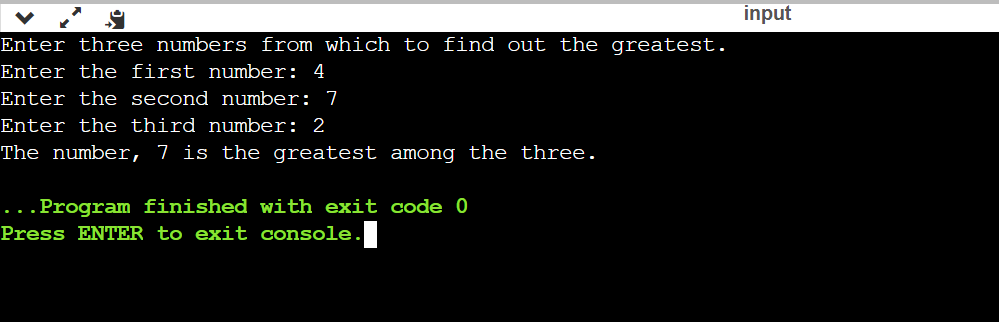 input
Enter three numbers from which to find out the greatest.
Enter the first number: 4
Enter the second number: 7
Enter the third number: 2
The number, 7 is the greatest among the three.
...Program finished with exit code 0
Press ENTER to exit console.